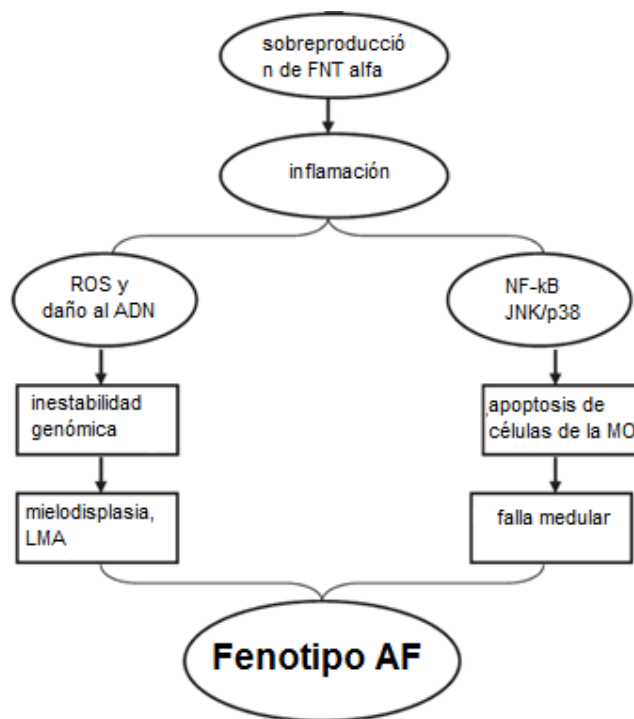 sobreproducció
n de FNT alfa
inflamación
ROS y
daño al ADN
NF-kB
JNK/p38
inestabilidad
genómica
apoptosis de
células de la MO
mielodisplasia,
LMA
falla medular
Fenotipo AF